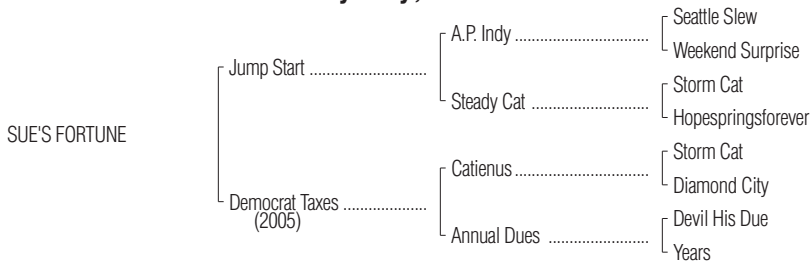 Seattle Slew
A.P. Indy ..................................
Weekend Surprise
Jump Start .............................
Storm Cat
Steady Cat ..............................
Hopespringsforever
SUE'S FORTUNE
Storm Cat
Catienus ..................................
Diamond City
Democrat Taxes .....................
(2005)
Devil His Due
Annual Dues .........................
Years